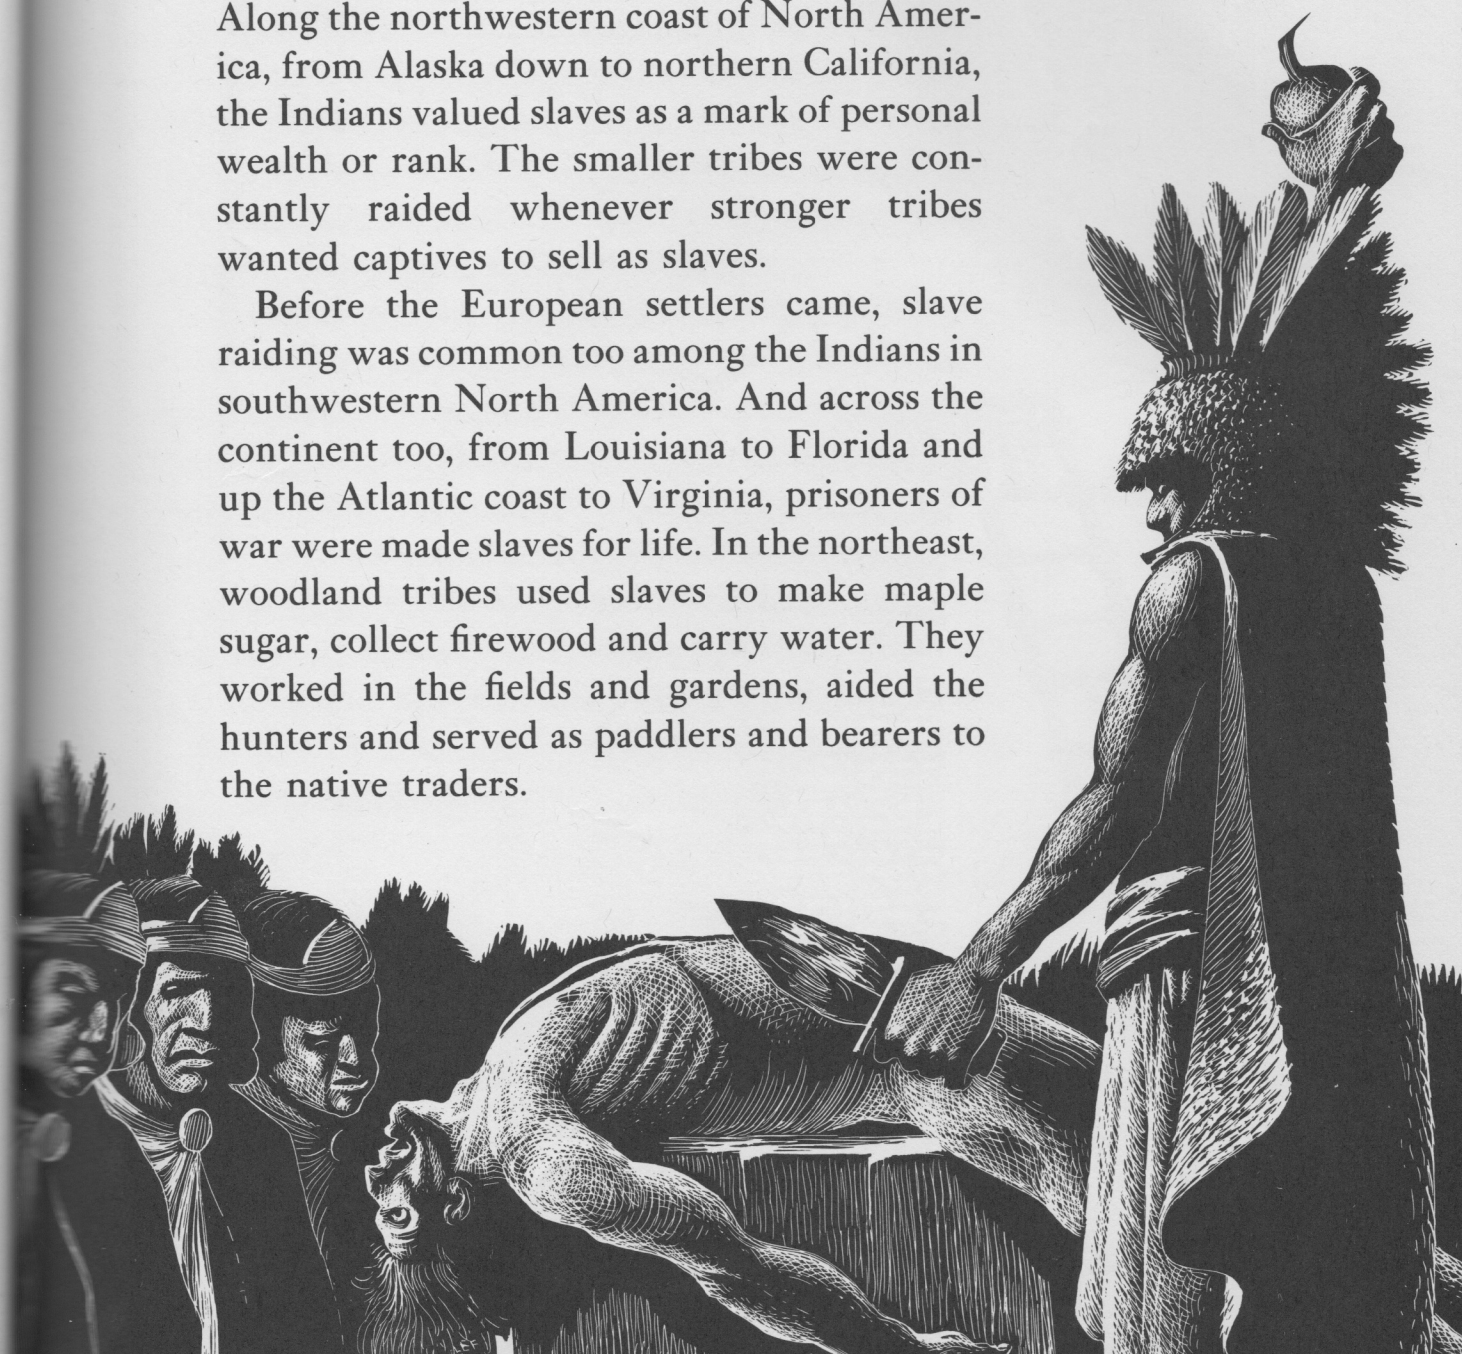 Along the northwestern coast of North Amer-
ica, from Alaska down to northern California,
the Indians valued slaves as a mark of personal
wealth or rank. The smaller tribes were con-
stantly raided whenever stronger tribes
wanted captives to sell as slaves.
Before the European settlers came, slave
raiding was common too among the Indians in
southwestern North America. And across the
continent too, from Louisiana to Florida and
up the Atlantic coast to Virginia, prisoners of
war were made slaves for life. In the northeast,
woodland tribes used slaves to make maple
sugar, collect firewood and carry water. They
worked in the fields and gardens, aided the
hunters and served as paddlers and bearers to
the native traders.
LEF